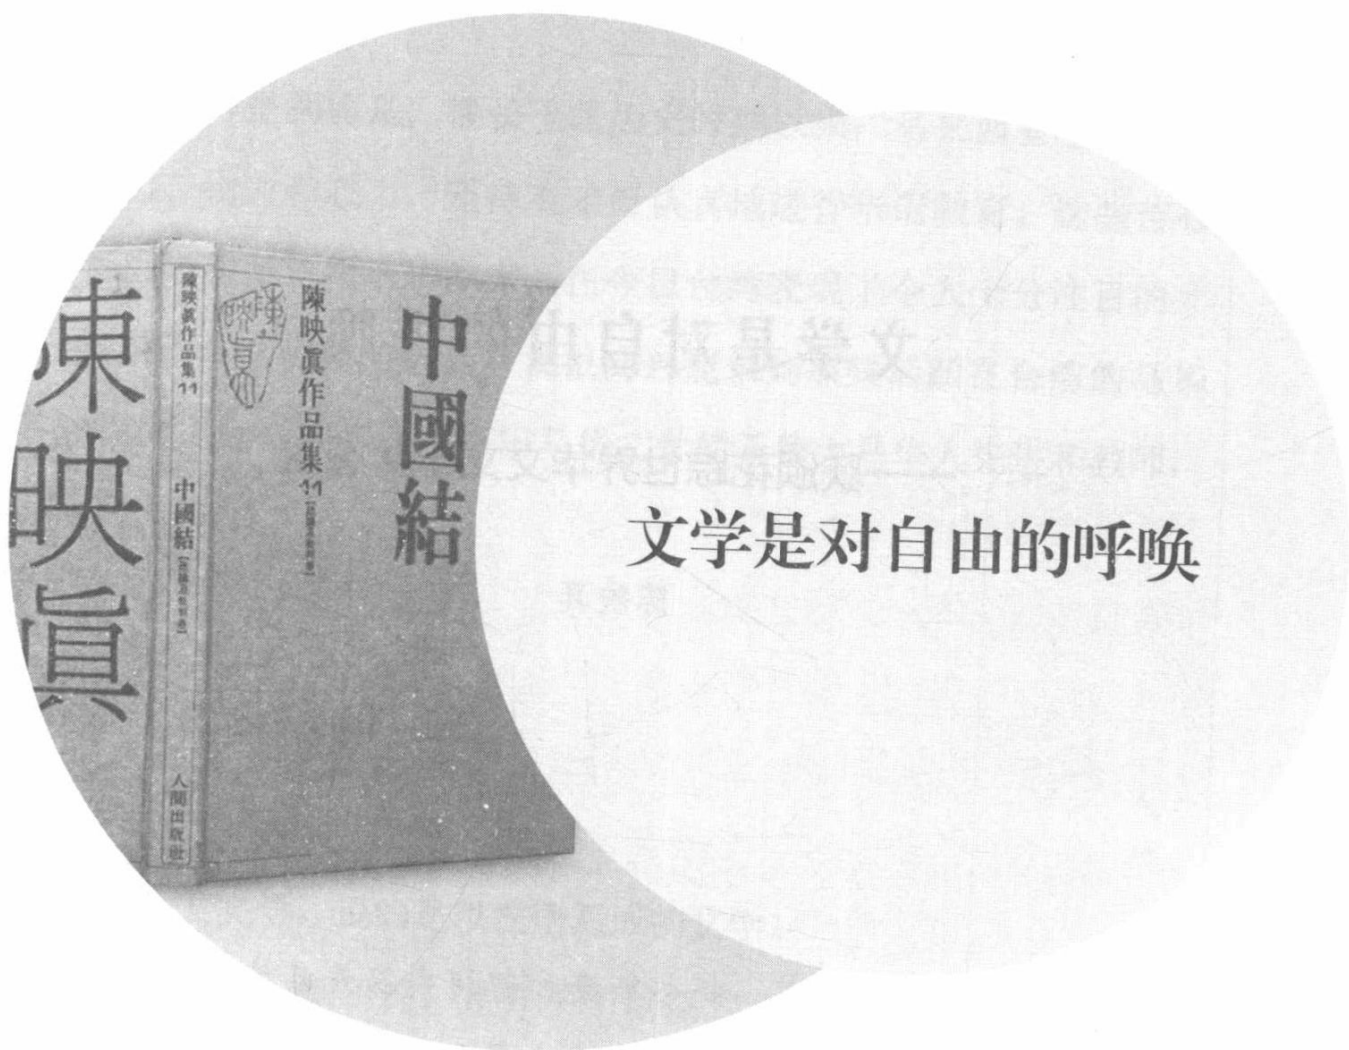 陳映眞
陳映眞作品集 11
中國結
人間出版社
陳映眞作品集 11
中國結
文学是对自由的呼唤